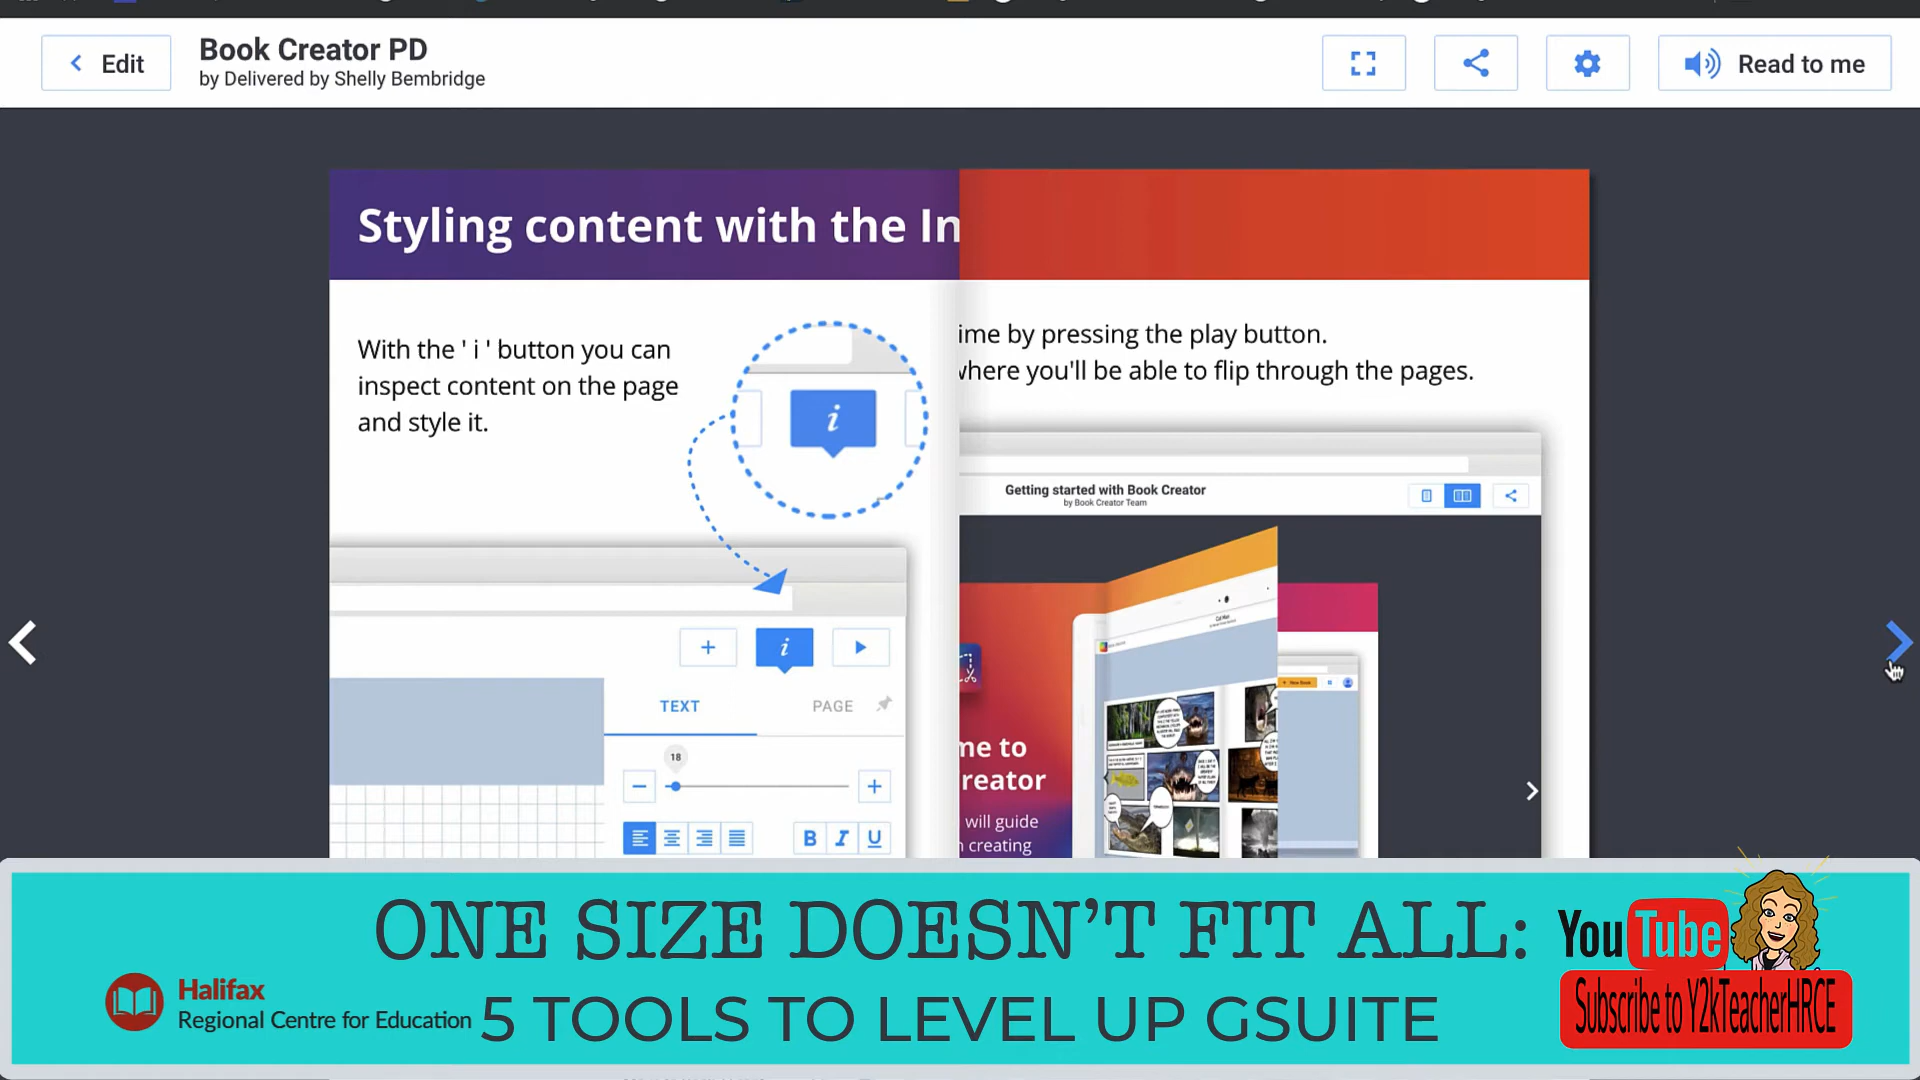 Edit
Book Creator PD
by Delivered by Shelly Bembridge
Read to me
Styling content with the In
With the ' i ' button you can
inspect content on the page
and style it.
i
ime by pressing the play button.
where you'll be able to flip through the pages.
Getting started with Book Creator
by Book Creator Team
i
TEXT
PAGE
18
B I U
me to
reator
will guide
creating
+ New Book
ONE SIZE DOESN'T FIT ALL:
5 TOOLS TO LEVEL UP GSUITE
Halifax
Regional Centre for Education
YouTube
Subscribe to Y2kTeacherHRCE